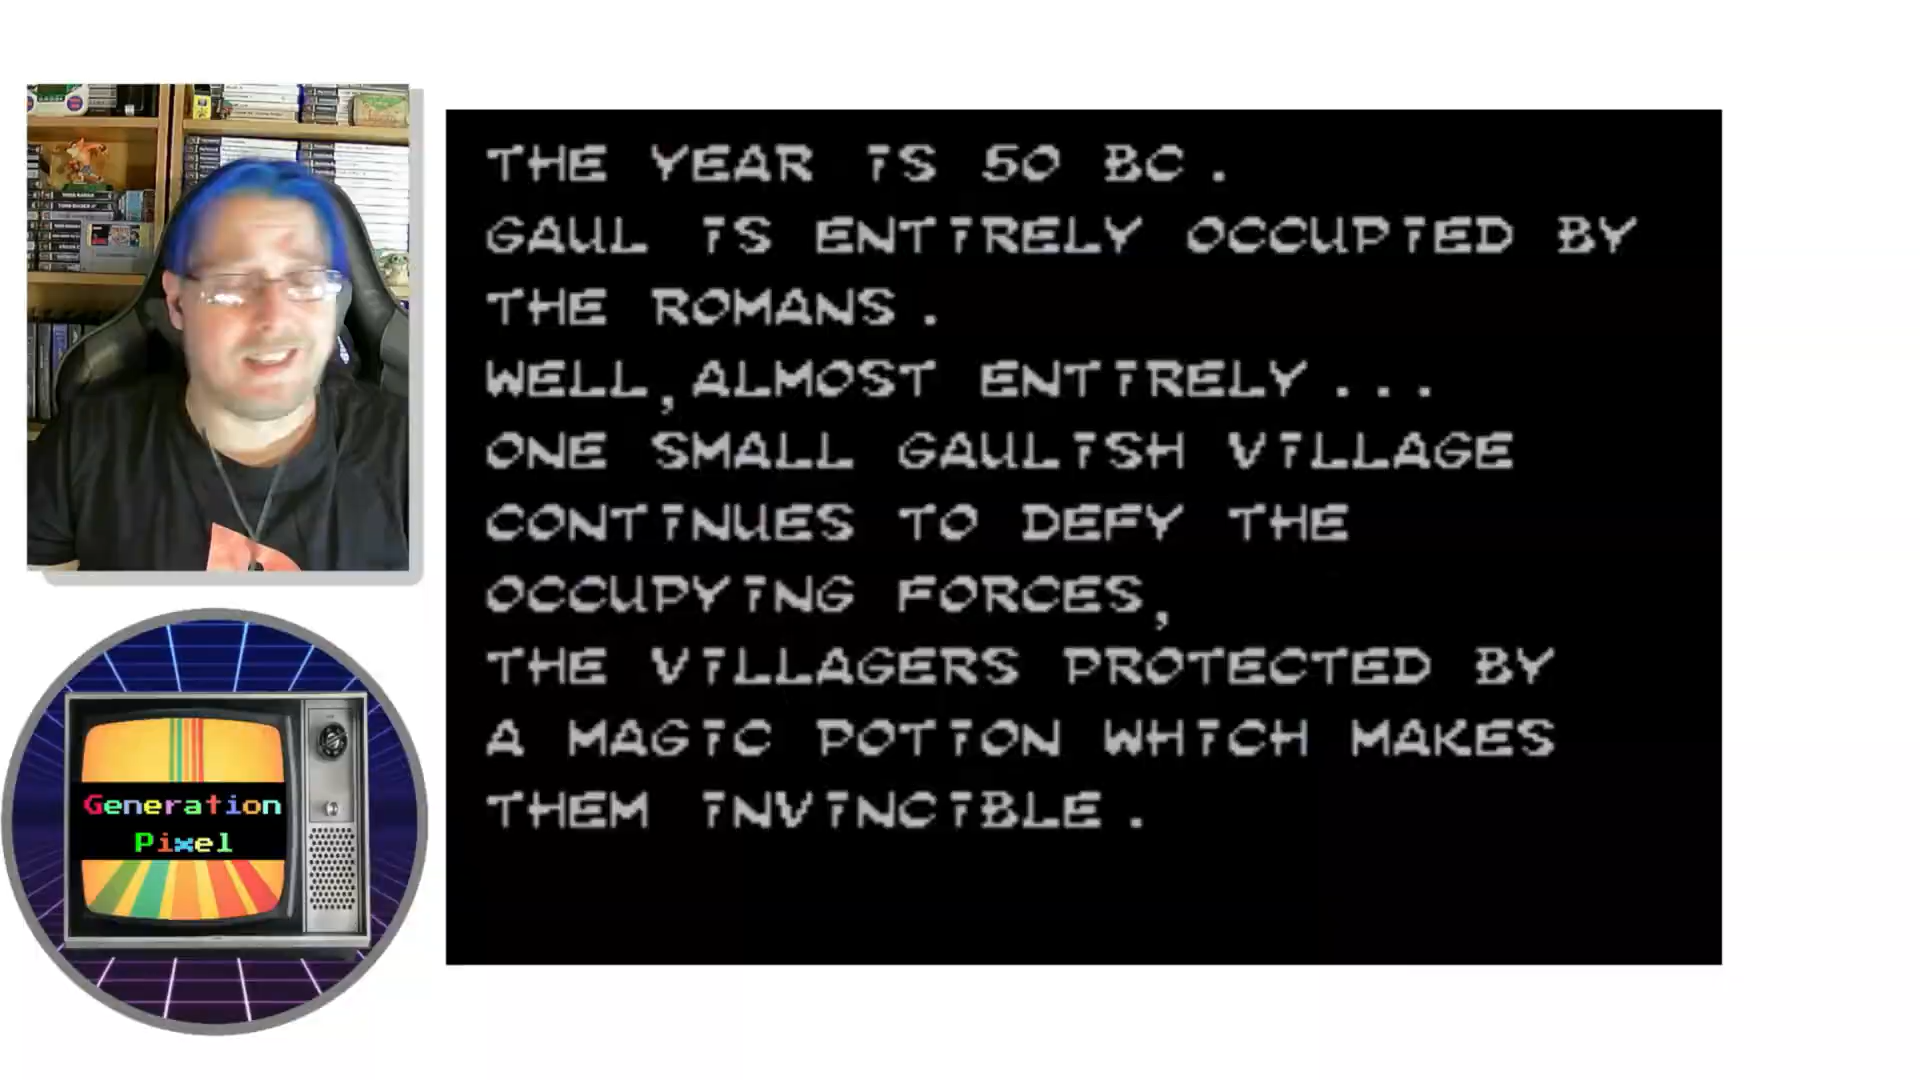 THE YEAR iS 50 BC.
GAUL iS ENTiRELY OCCUPiED BY
THE ROMANS.
WELL,ALMOST ENTiRELY...
ONE SMALL GAULiSH ViLLAGE
CONTiNUES TO DEFY THE
OCCUPYiNG FORCES,
THE ViLLAGERS PROTECTED BY
A MAGiC POTiON WHiCH MAKES
THEM iNViNCiBLE.
Generation
Pixel